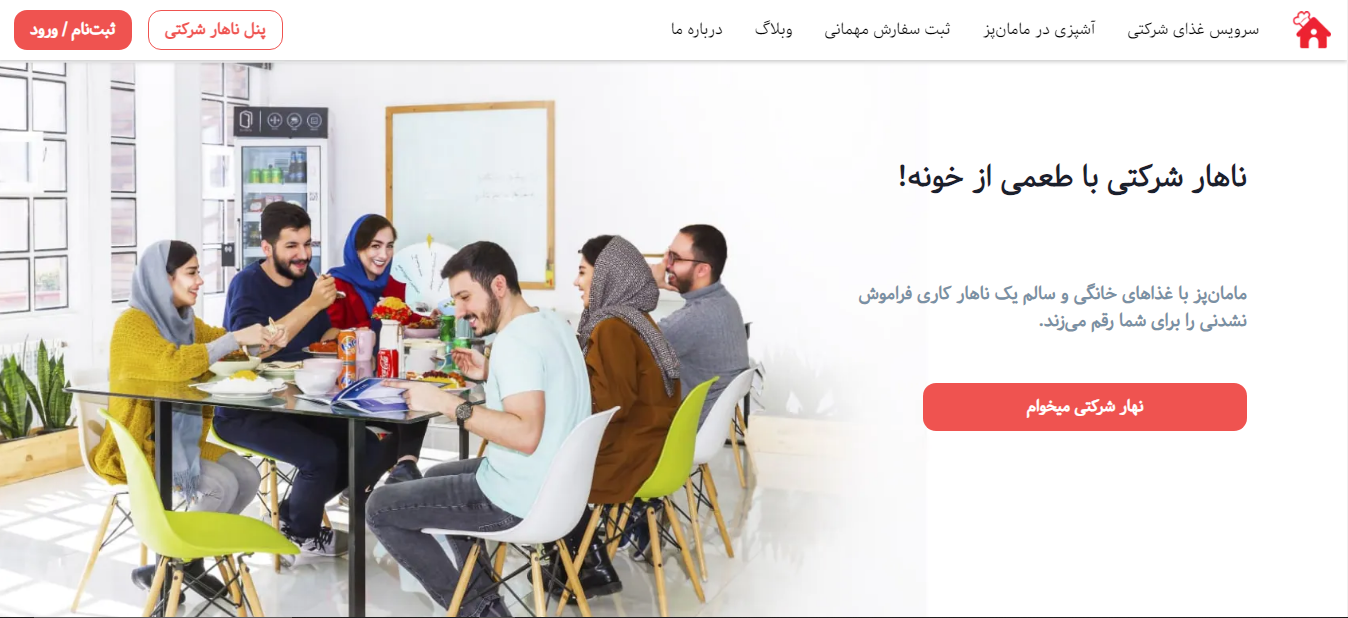 سرویس غذای شرکتی
آشپزی در مامان‌پز
ثبت سفارش مهمانی
وبلاگ
درباره ما
پنل ناهار شرکتی
ثبت‌نام / ورود
ناهار شرکتی با طعمی از خونه!
مامان‌پز با غذاهای خانگی و سالم یک ناهار کاری فراموش
نشدنی را برای شما رقم می‌زند.
نهار شرکتی میخوام